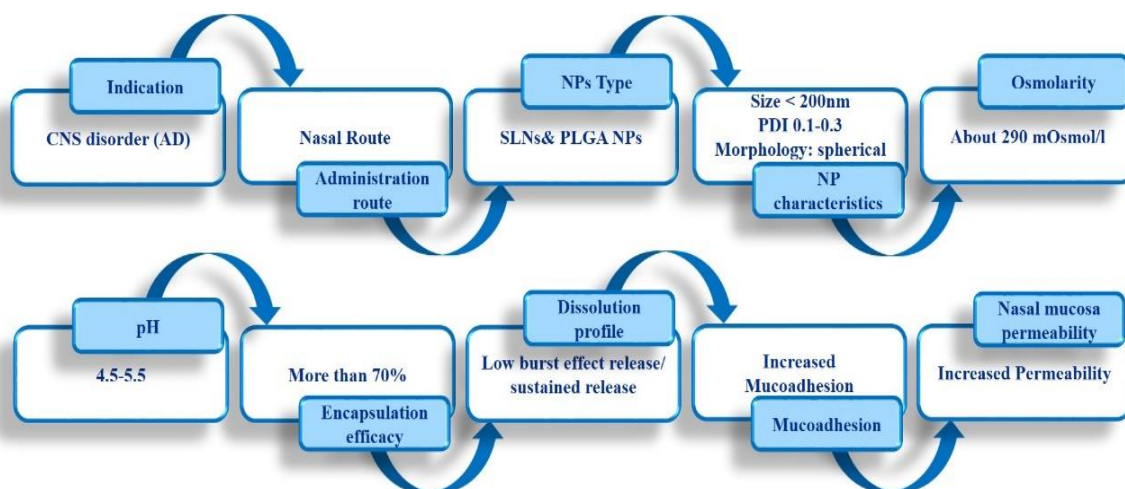 Indication
CNS disorder (AD)
Nasal Route
Administration
route
NPs Type
SLNs& PLGA NPs
Size < 200nm
PDI 0.1-0.3
Morphology: spherical
NP
characteristics
Osmolarity
About 290 mOsmol/l
pH
4.5-5.5
More than 70%
Encapsulation
efficacy
Dissolution
profile
Low burst effect release/
sustained release
Increased
Mucoadhesion
Mucoadhesion
Nasal mucosa
permeability
Increased Permeability